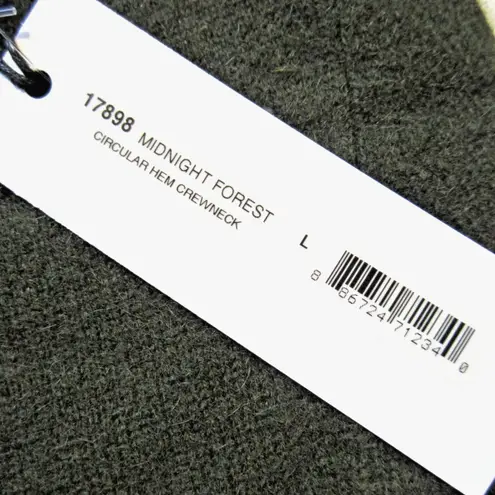 17898 MIDNIGHT FOREST
CIRCULAR HEM CREWNECK
L
8 86724 71234 0